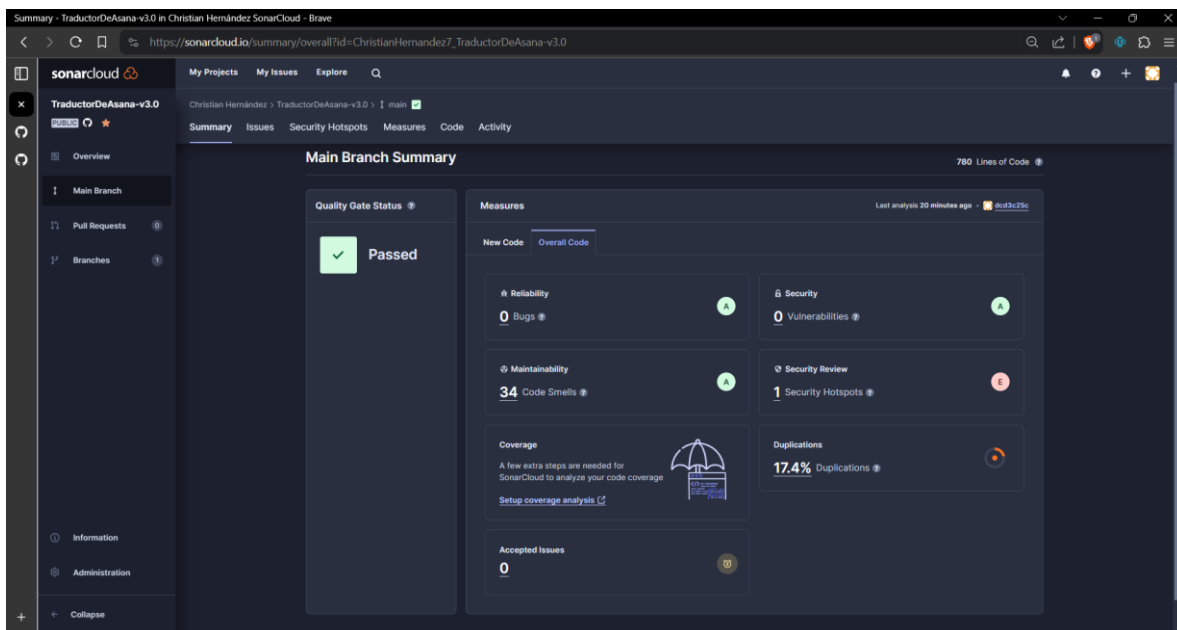 Summary - TraductorDeAsana-v3.0 in Christian Hernández SonarCloud - Brave
https://sonarcloud.io/summary/overall?id=ChristianHernandez7_TraductorDeAsana-v3.0
sonarcloud
My Projects My Issues Explore
TraductorDeAsana-v3.0
PUBLIC
Christian Hernández > TraductorDeAsana-v3.0 > main
Summary Issues Security Hotspots Measures Code Activity
Overview
Main Branch
Pull Requests 0
Branches 1
Information
Administration
Collapse
Main Branch Summary
780 Lines of Code
Quality Gate Status
Passed
Measures
Last analysis 20 minutes ago • dcd3c25c
New Code Overall Code
Reliability
0 Bugs
A
Security
0 Vulnerabilities
A
Maintainability
34 Code Smells
A
Security Review
1 Security Hotspots
E
Coverage
A few extra steps are needed for
SonarCloud to analyze your code coverage
Setup coverage analysis
Duplications
17.4% Duplications
Accepted Issues
0